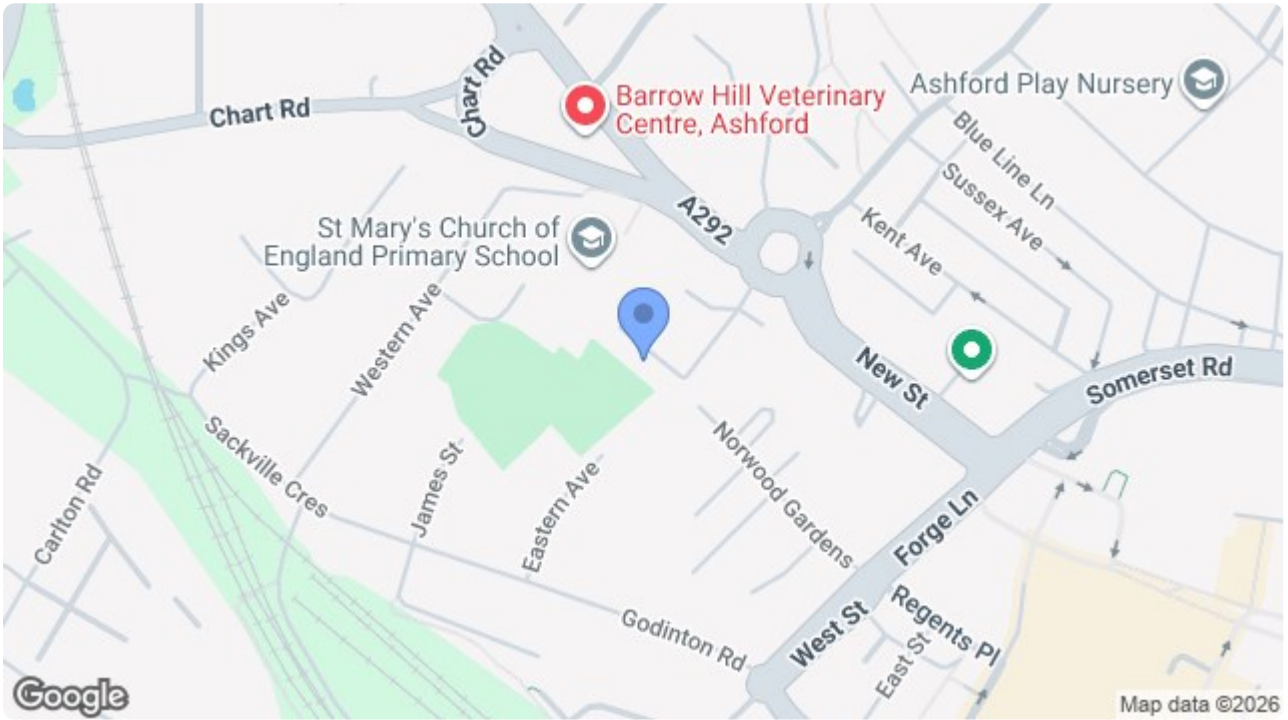 Chart Rd
Chart Rd
Barrow Hill Veterinary
Centre, Ashford
Ashford Play Nursery
Blue Line Ln
Sussex Ave
Kent Ave
A292
St Mary's Church of
England Primary School
Kings Ave
Western Ave
New St
Somerset Rd
Sackville Cres
James St
Eastern Ave
Norwood Gardens
Carlton Rd
Forge Ln
Godinton Rd
West St
Regents Pl
East St
Google
Map data ©2026